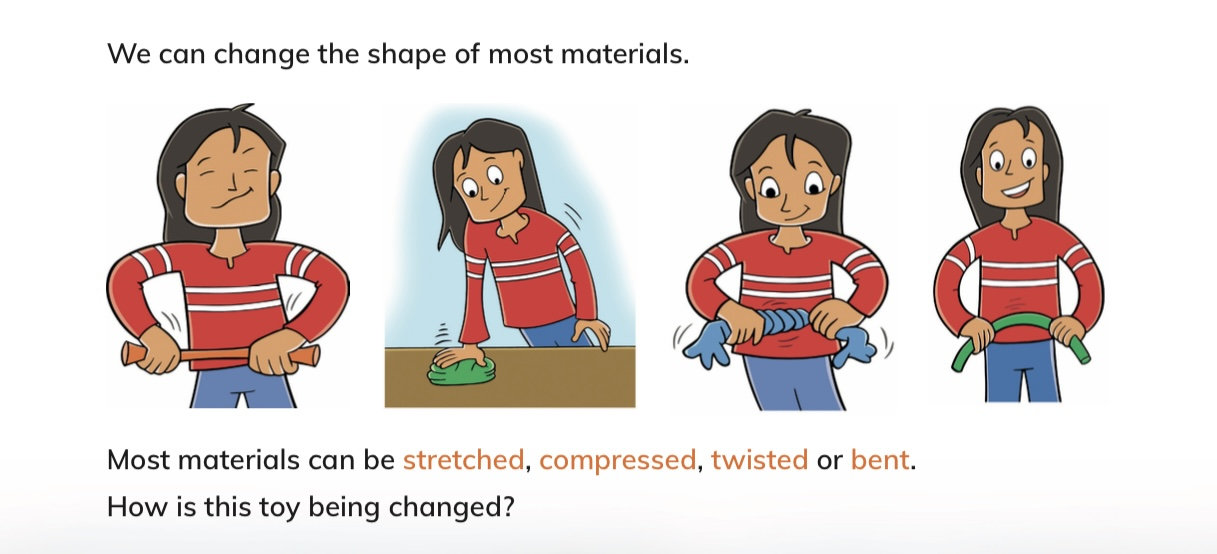 We can change the shape of most materials.
Most materials can be stretched, compressed, twisted or bent.
How is this toy being changed?